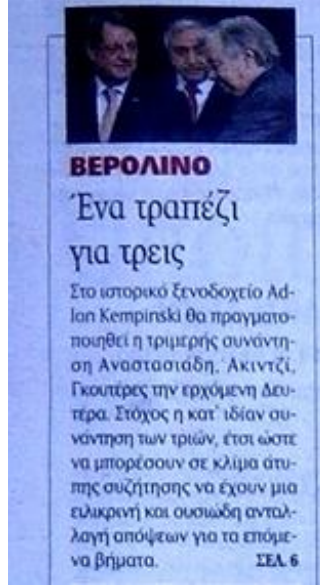 ΒΕΡΟΛΙΝΟ
Ένα τραπέζι
για τρεις
Στο ιστορικό ξενοδοχείο Ad-
lon Kempinski θα πραγματο-
ποιηθεί η τριμερής συνάντη-
ση Αναστασιάδη, Ακιντζί,
Γκουτέρες την ερχόμενη Δευ-
τέρα. Στόχος η κατ' ιδίαν συ-
νάντηση των τριών, έτσι ώστε
να μπορέσουν σε κλίμα άτυ-
πης συζήτησης να έχουν μια
ειλικρινή και ουσιώδη ανταλ-
λαγή απόψεων για τα επόμε-
να βήματα. ΣΕΛ. 6